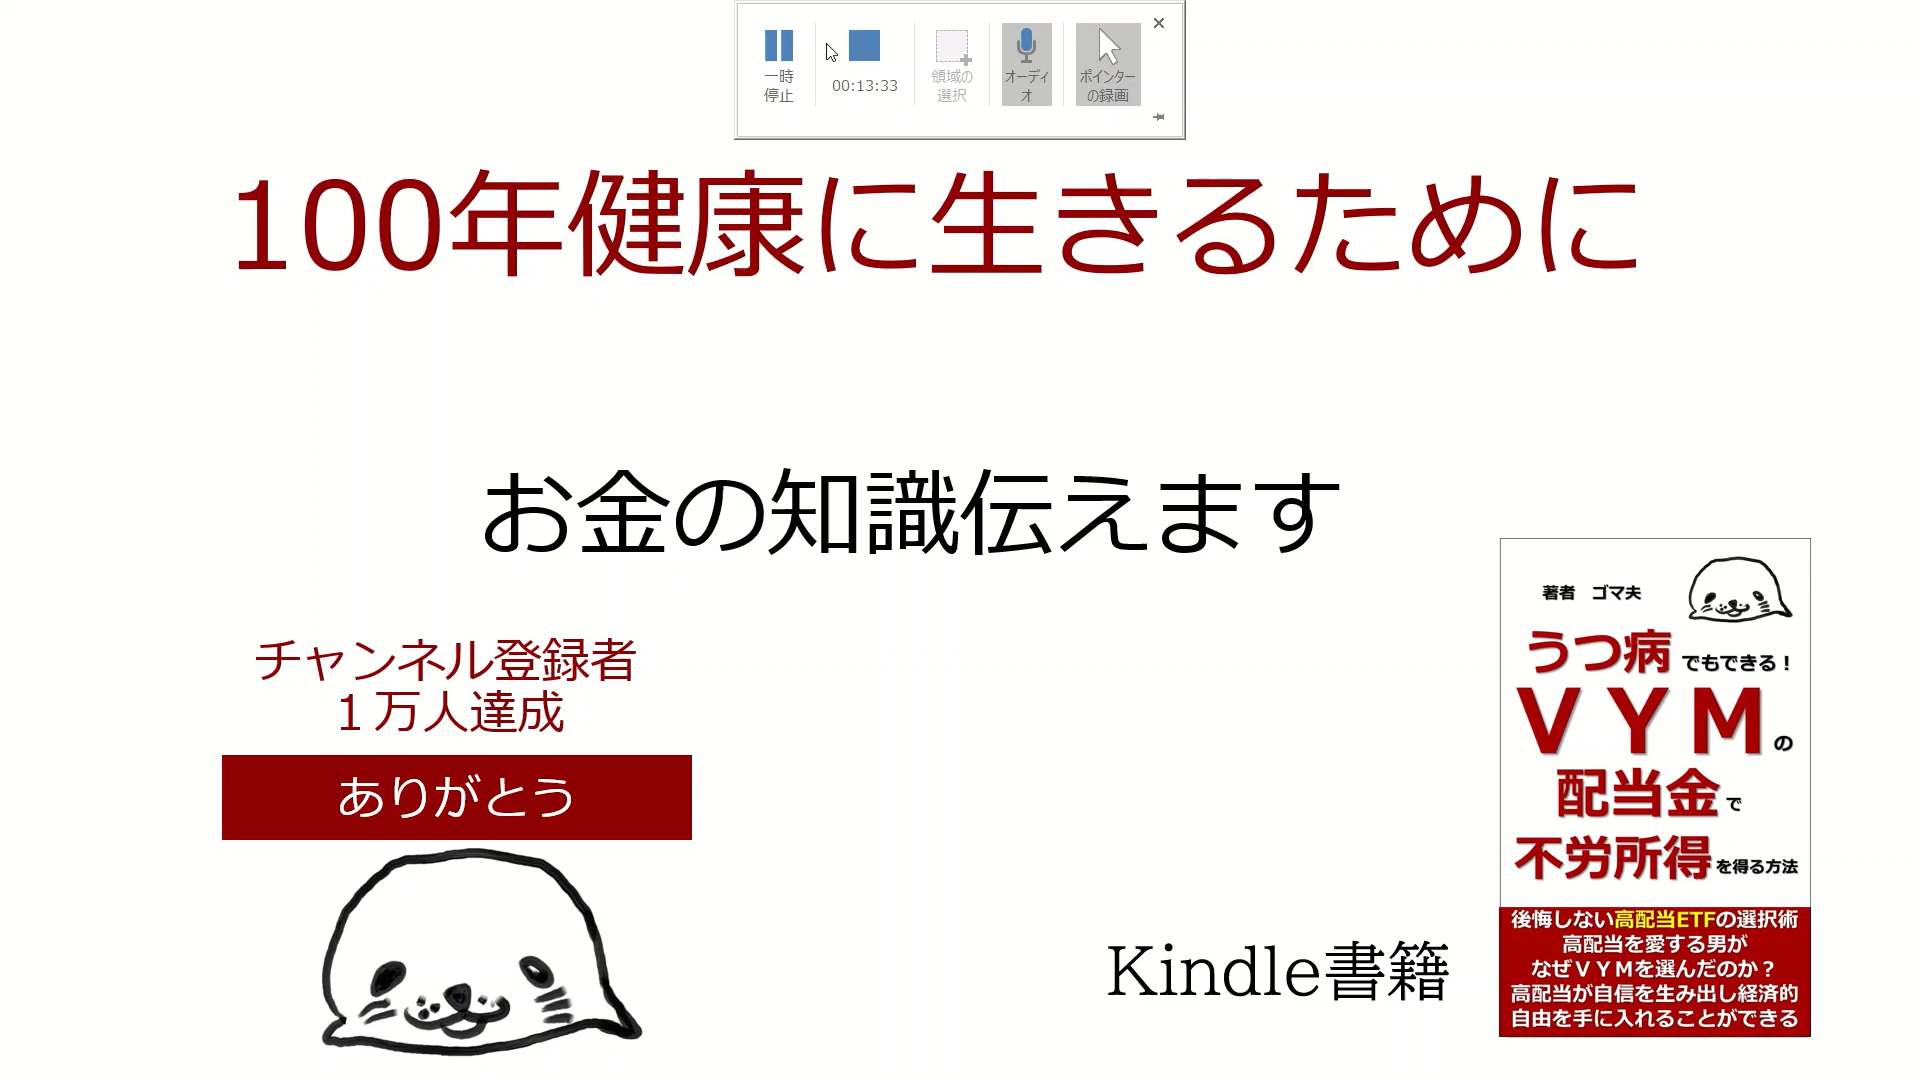 一時
停止
00:13:33
領域の
選択
オーディ
オ
ポインター
の録画
100年健康に生きるために
お金の知識伝えます
チャンネル登録者
１万人達成
ありがとう
Kindle書籍
著者　ゴマ夫
うつ病でもできる！
ＶＹＭの
配当金で
不労所得を得る方法
後悔しない高配当ETFの選択術
高配当を愛する男が
なぜＶＹＭを選んだのか？
高配当が自信を生み出し経済的
自由を手に入れることができる